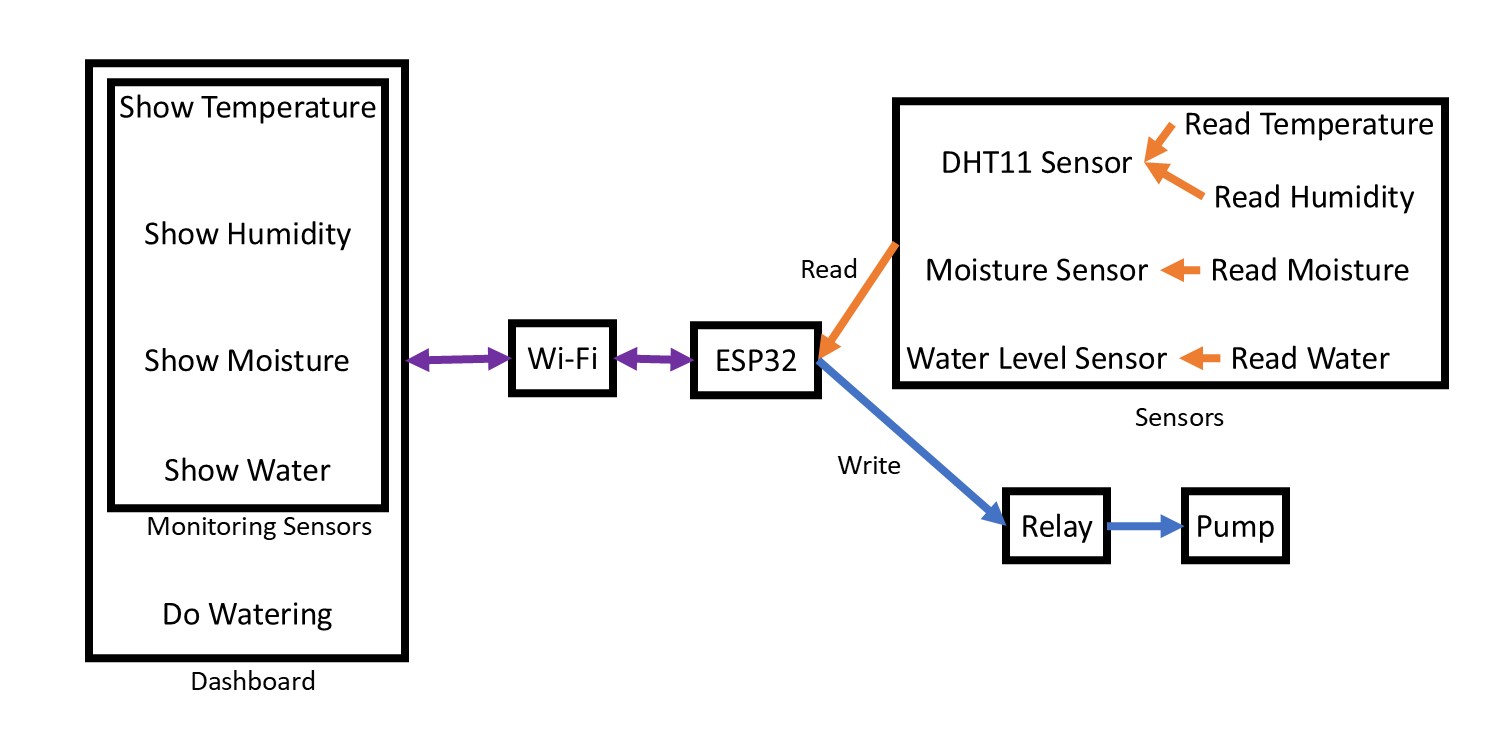 Show Temperature
Show Humidity
Show Moisture
Show Water
Monitoring Sensors
Do Watering
Dashboard
Wi-Fi
ESP32
Read
Write
Read Temperature
DHT11 Sensor
Read Humidity
Moisture Sensor
Read Moisture
Water Level Sensor
Read Water
Sensors
Relay
Pump